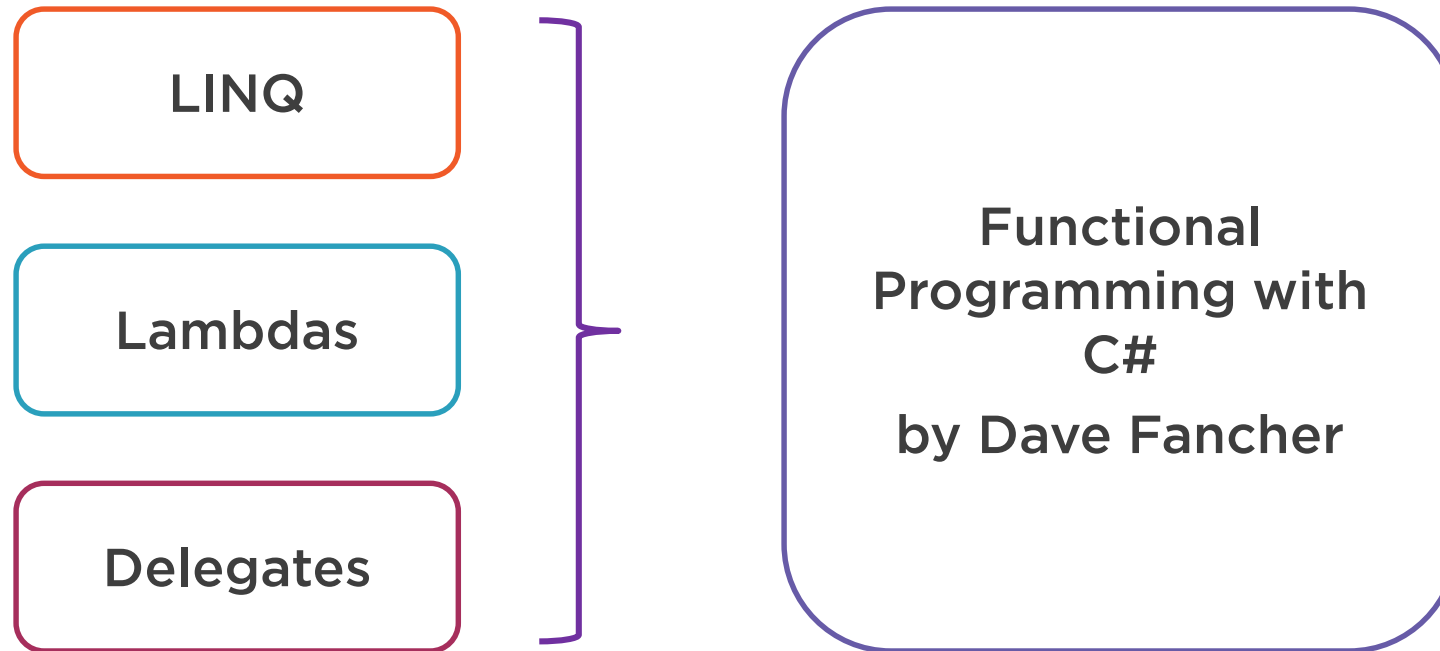 LINQ
Lambdas
Delegates
Functional
Programming with
C#
by Dave Fancher